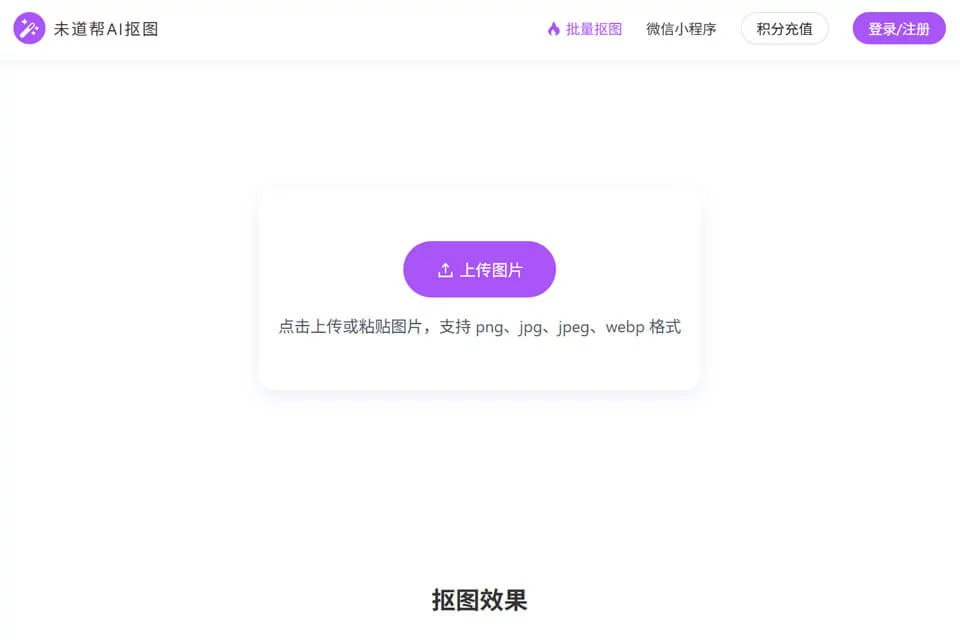 未道帮AI抠图
批量抠图
微信小程序
积分充值
登录/注册
上传图片
点击上传或粘贴图片，支持 png、jpg、jpeg、webp 格式
抠图效果